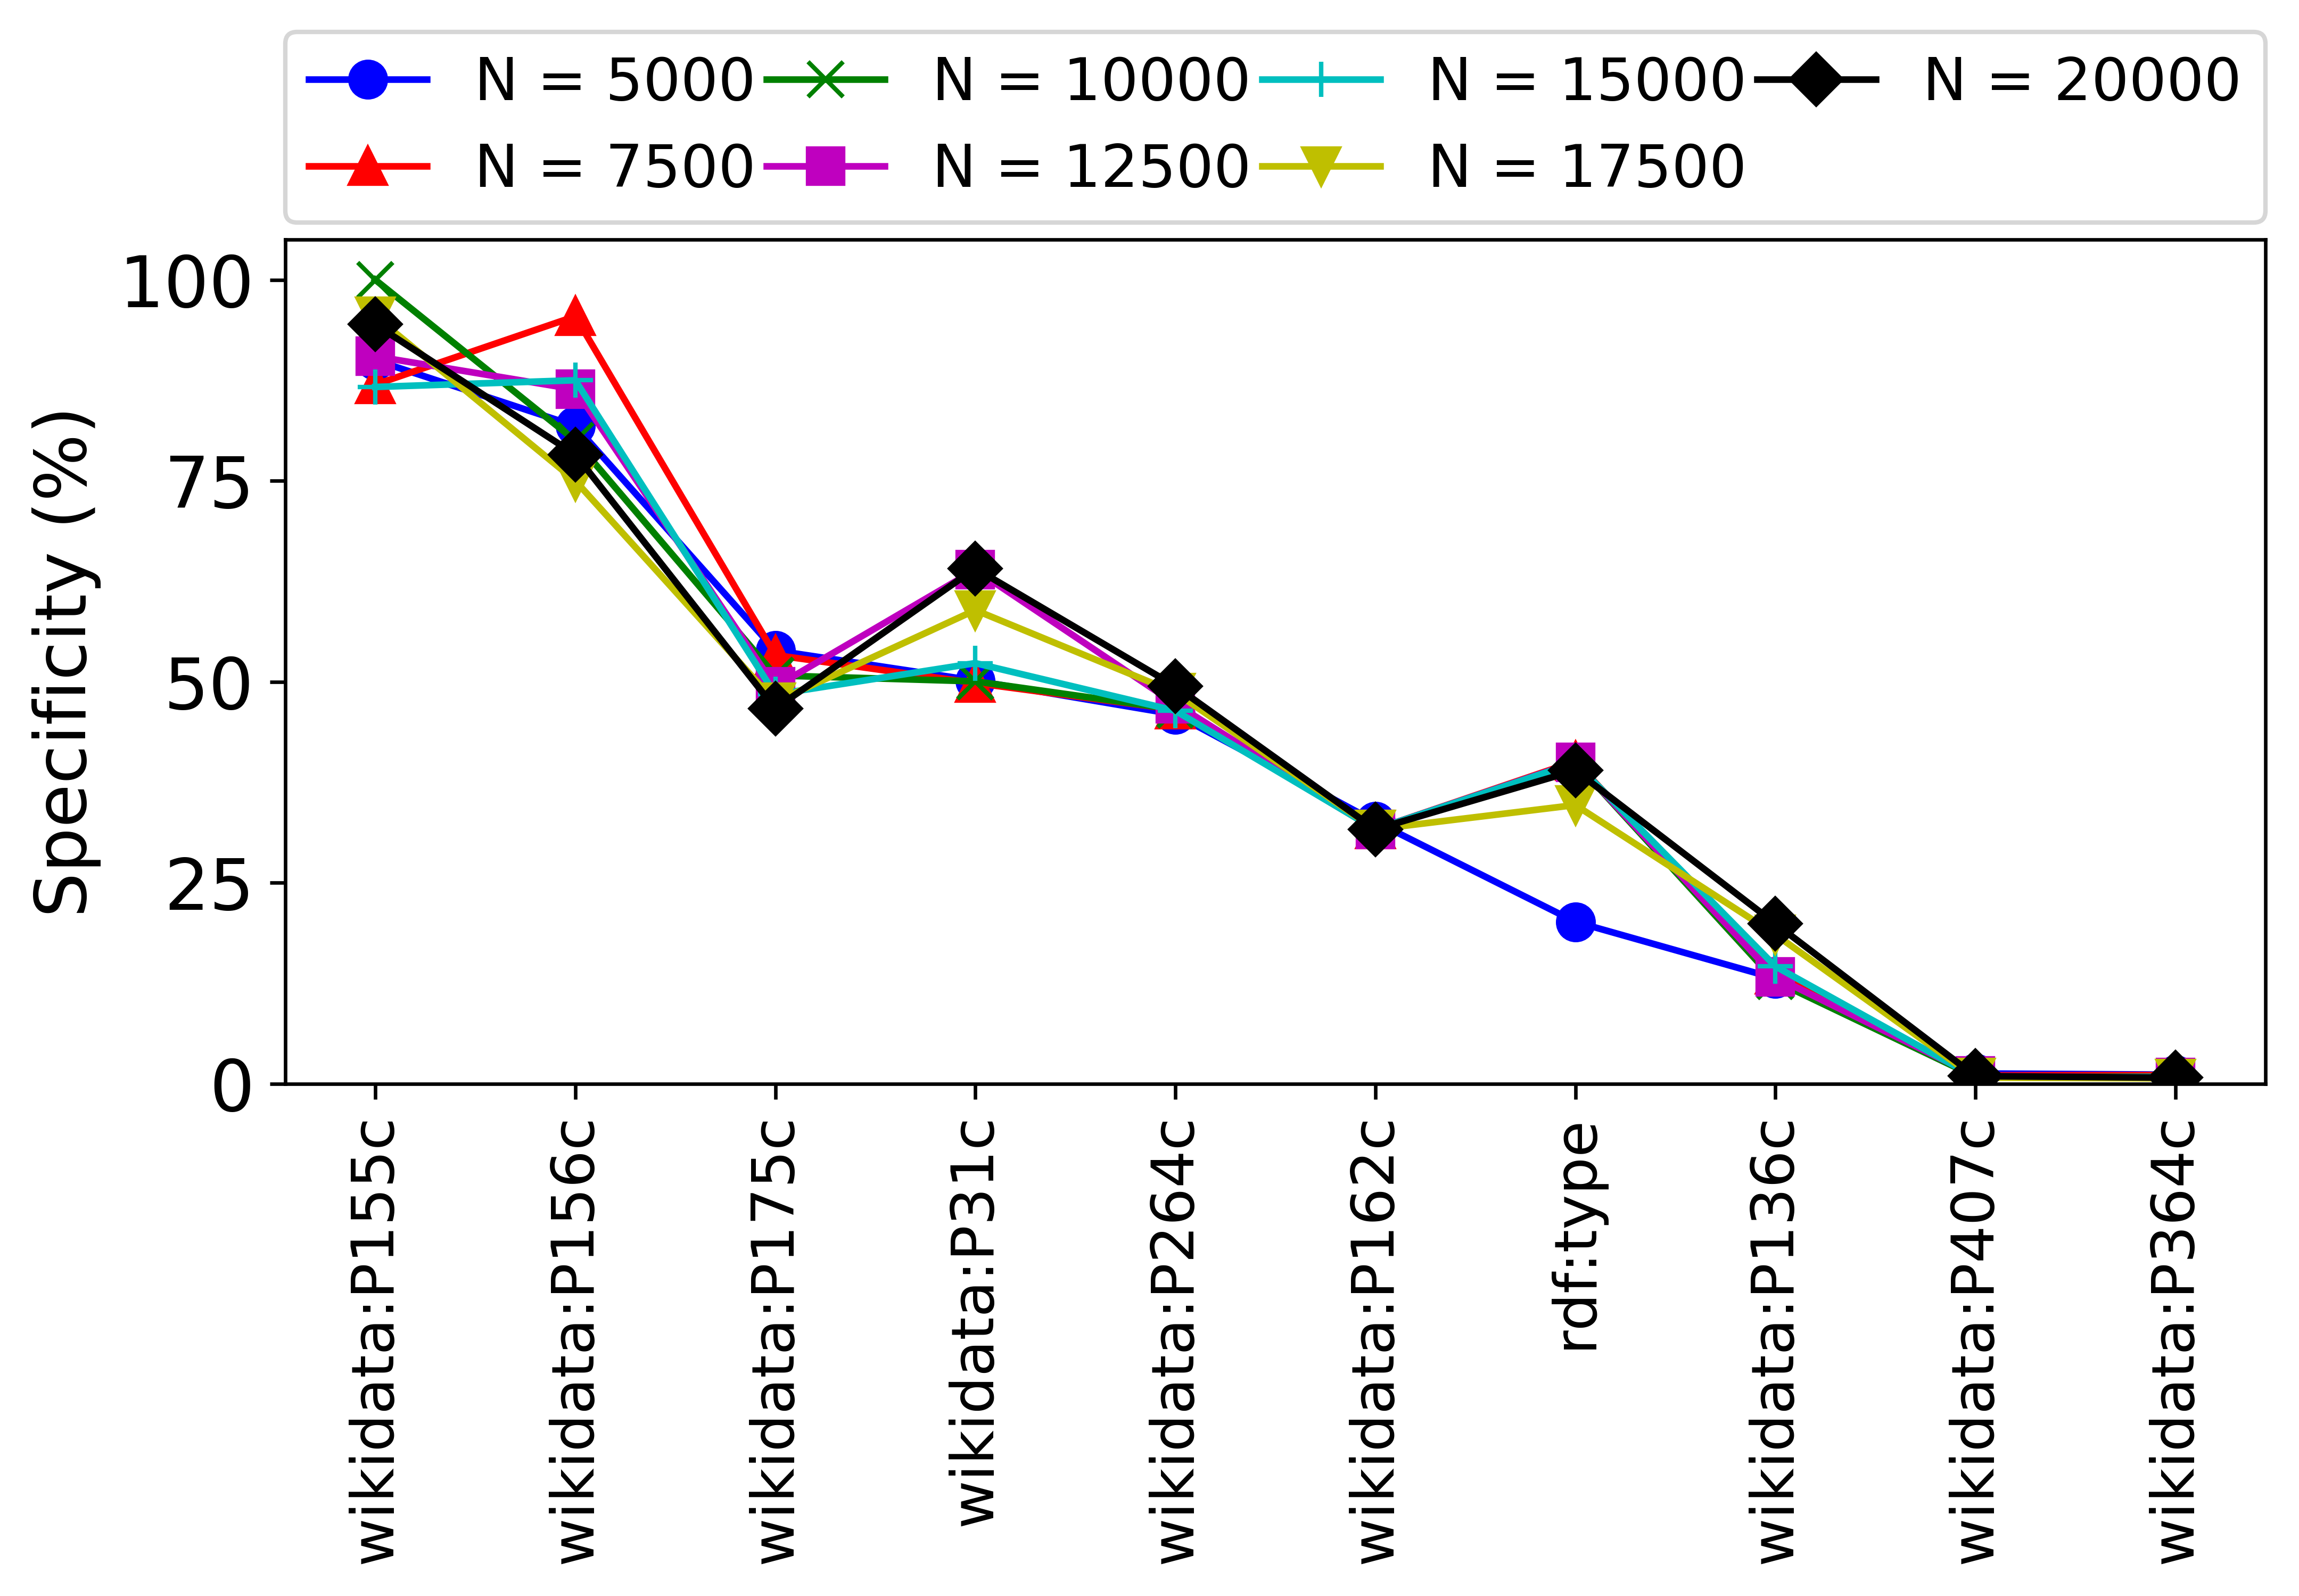 N = 5000 N = 10000 N = 15000 N = 20000
N = 7500 N = 12500 N = 17500
Specificity (%)
100
75
50
25
0
wikidata:P155c
wikidata:P156c
wikidata:P175c
wikidata:P31c
wikidata:P264c
wikidata:P162c
rdf:type
wikidata:P136c
wikidata:P407c
wikidata:P364c